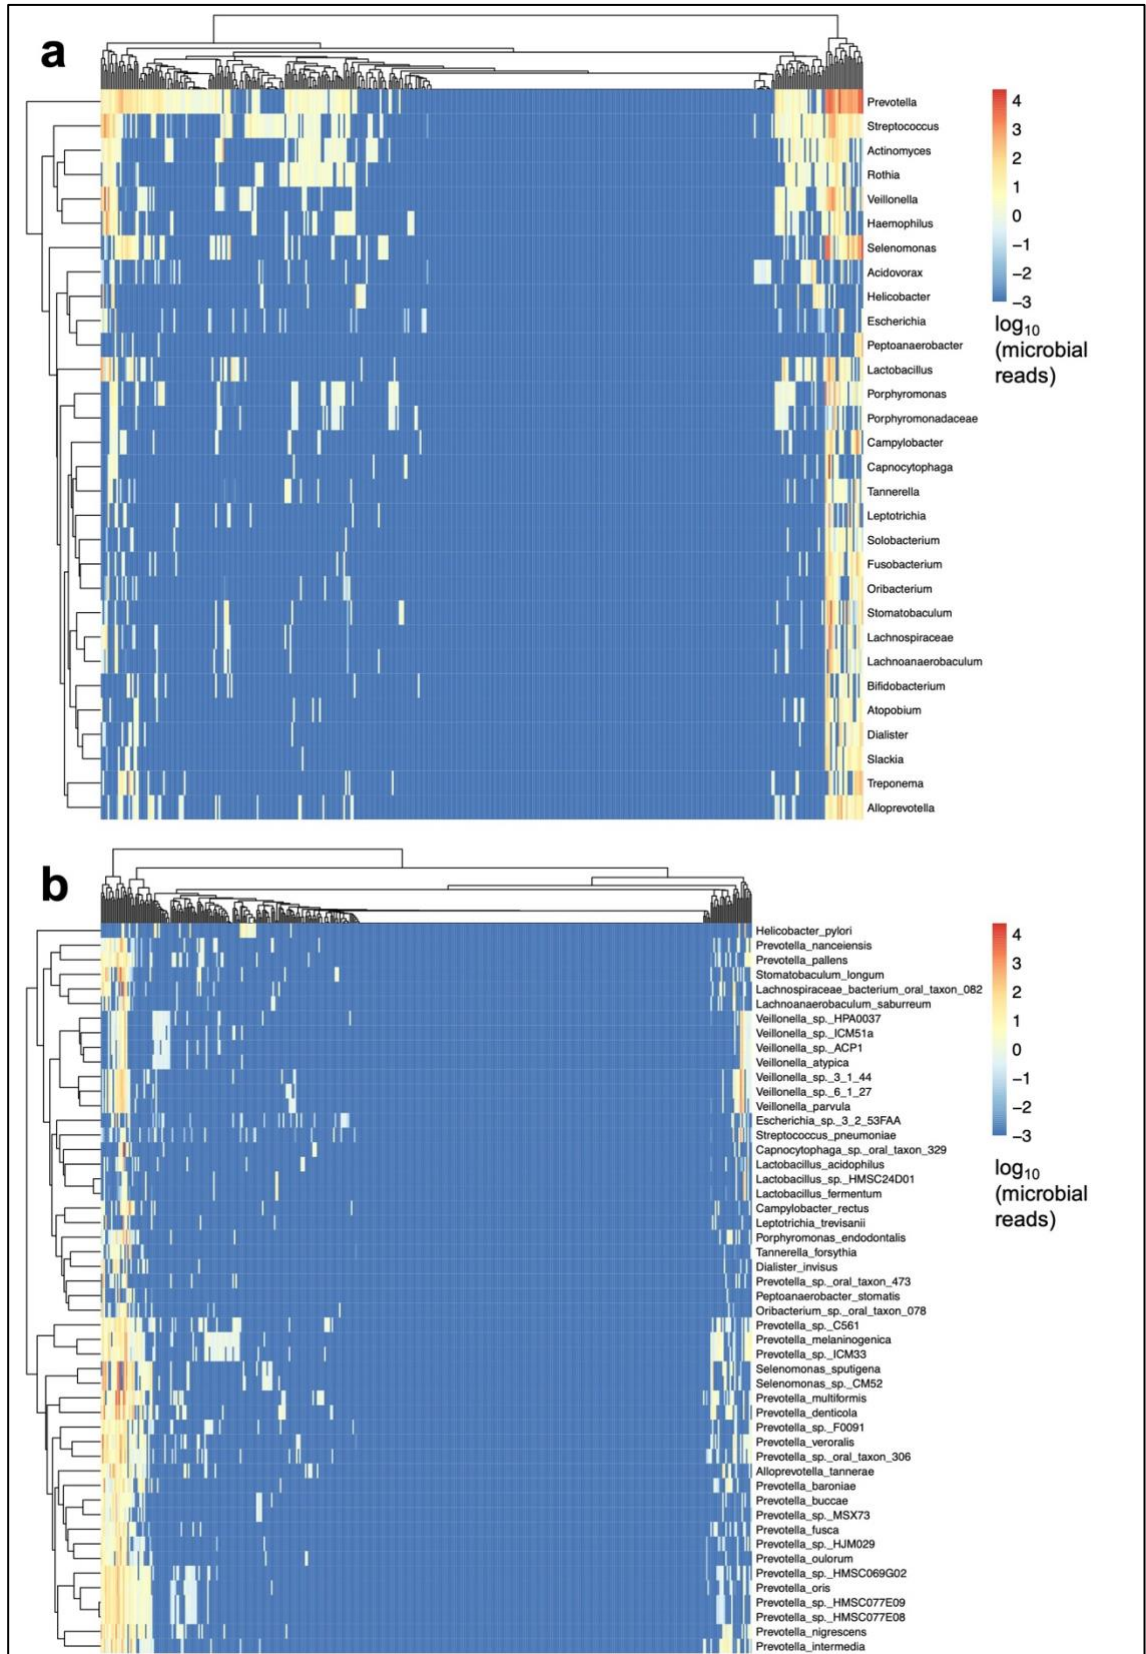 a
Prevotella
Streptococcus
Actinomyces
Rothia
Veillonella
Haemophilus
Selenomonas
Acidovorax
Helicobacter
Escherichia
Peptoanaerobacter
Lactobacillus
Porphyromonas
Porphyromonadaceae
Campylobacter
Capnocytophaga
Tannerella
Leptotrichia
Solobacterium
Fusobacterium
Oribacterium
Stomatobaculum
Lachnospiraceae
Lachnoanaerobaculum
Bifidobacterium
Atopobium
Dialister
Slackia
Treponema
Alloprevotella
4
3
2
1
0
−1
−2
−3
log10
(microbial
reads)
b
Helicobacter_pylori
Prevotella_nanceiensis
Prevotella_pallens
Stomatobaculum_longum
Lachnospiraceae_bacterium_oral_taxon_082
Lachnoanaerobaculum_saburreum
Veillonella_sp._HPA0037
Veillonella_sp._ICM51a
Veillonella_sp._ACP1
Veillonella_atypica
Veillonella_sp._3_1_44
Veillonella_sp._6_1_27
Veillonella_parvula
Escherichia_sp._3_2_53FAA
Streptococcus_pneumoniae
Capnocytophaga_sp._oral_taxon_329
Lactobacillus_acidophilus
Lactobacillus_sp._HMSC24D01
Lactobacillus_fermentum
Campylobacter_rectus
Leptotrichia_trevisanii
Porphyromonas_endodontalis
Tannerella_forsythia
Dialister_invisus
Prevotella_sp._oral_taxon_473
Peptoanaerobacter_stomatis
Oribacterium_sp._oral_taxon_078
Prevotella_sp._C561
Prevotella_melaninogenica
Prevotella_sp._ICM33
Selenomonas_sputigena
Selenomonas_sp._CM52
Prevotella_multiformis
Prevotella_denticola
Prevotella_sp._F0091
Prevotella_veroralis
Prevotella_sp._oral_taxon_306
Alloprevotella_tannerae
Prevotella_baroniae
Prevotella_buccae
Prevotella_sp._MSX73
Prevotella_fusca
Prevotella_sp._HJM029
Prevotella_oulorum
Prevotella_sp._HMSC069G02
Prevotella_oris
Prevotella_sp._HMSC077E09
Prevotella_sp._HMSC077E08
Prevotella_nigrescens
Prevotella_intermedia
4
3
2
1
0
−1
−2
−3
log10
(microbial
reads)